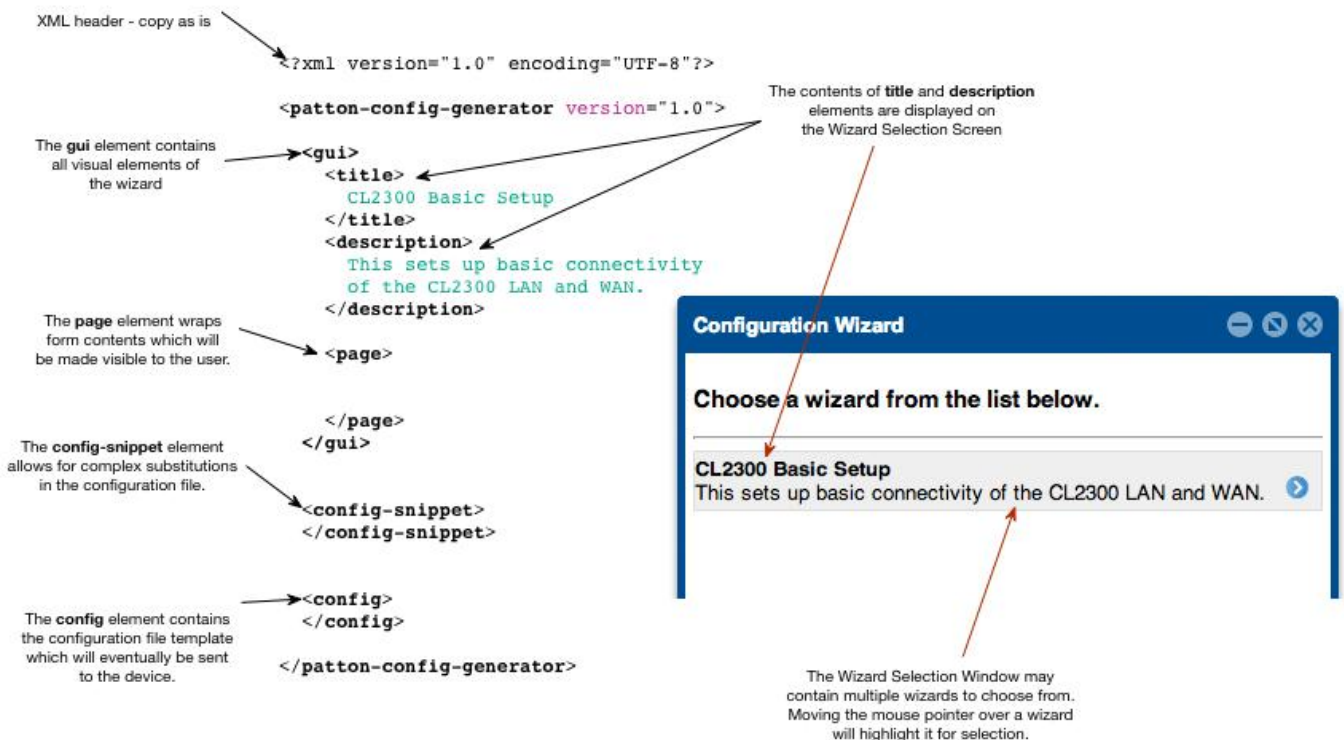 XML header - copy as is
<?xml version="1.0" encoding="UTF-8"?>
<patton-config-generator version="1.0">
The contents of title and description
elements are displayed on
the Wizard Selection Screen
The gui element contains
all visual elements of
the wizard
<gui>
<title>
CL2300 Basic Setup
</title>
<description>
This sets up basic connectivity
of the CL2300 LAN and WAN.
</description>
The page element wraps
form contents which will
be made visible to the user.
<page>
</page>
</gui>
The config-snippet element
allows for complex substitutions
in the configuration file.
<config-snippet>
</config-snippet>
The config element contains
the configuration file template
which will eventually be sent
to the device.
<config>
</config>
</patton-config-generator>
Configuration Wizard
Choose a wizard from the list below.
CL2300 Basic Setup
This sets up basic connectivity of the CL2300 LAN and WAN.
The Wizard Selection Window may
contain multiple wizards to choose from.
Moving the mouse pointer over a wizard
will highlight it for selection.